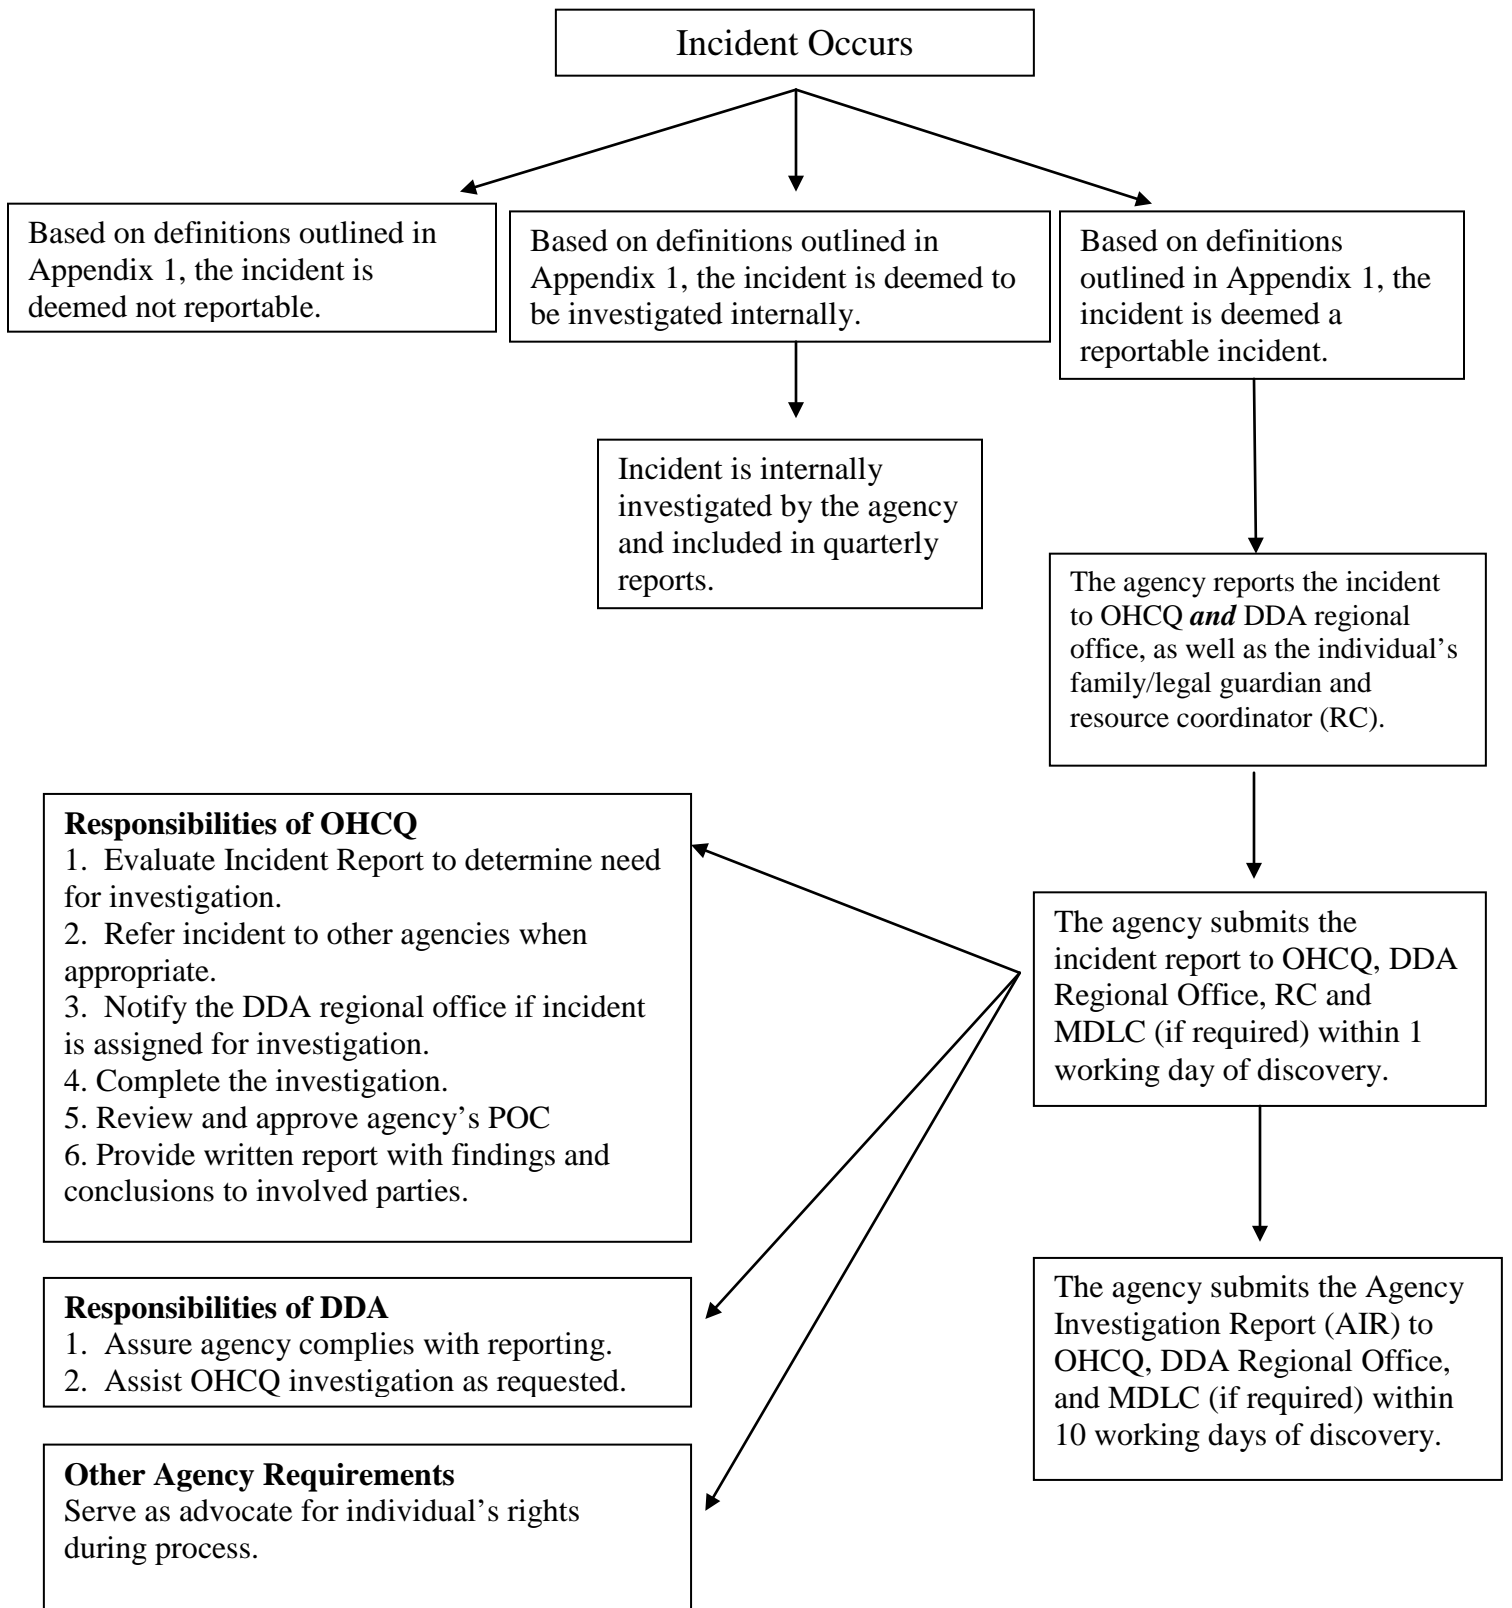 Incident Occurs
Based on definitions outlined in
Appendix 1, the incident is
deemed not reportable.
Based on definitions outlined in
Appendix 1, the incident is deemed to
be investigated internally.
Based on definitions
outlined in Appendix 1, the
incident is deemed a
reportable incident.
Incident is internally
investigated by the agency
and included in quarterly
reports.
The agency reports the incident
to OHCQ and DDA regional
office, as well as the individual’s
family/legal guardian and
resource coordinator (RC).
The agency submits the
incident report to OHCQ, DDA
Regional Office, RC and
MDLC (if required) within 1
working day of discovery.
Responsibilities of OHCQ
1.  Evaluate Incident Report to determine need
for investigation.
2.  Refer incident to other agencies when
appropriate.
3.  Notify the DDA regional office if incident
is assigned for investigation.
4. Complete the investigation.
5. Review and approve agency’s POC
6. Provide written report with findings and
conclusions to involved parties.
Responsibilities of DDA
1.  Assure agency complies with reporting.
2.  Assist OHCQ investigation as requested.
Other Agency Requirements
Serve as advocate for individual’s rights
during process.
The agency submits the Agency
Investigation Report (AIR) to
OHCQ, DDA Regional Office,
and MDLC (if required) within
10 working days of discovery.